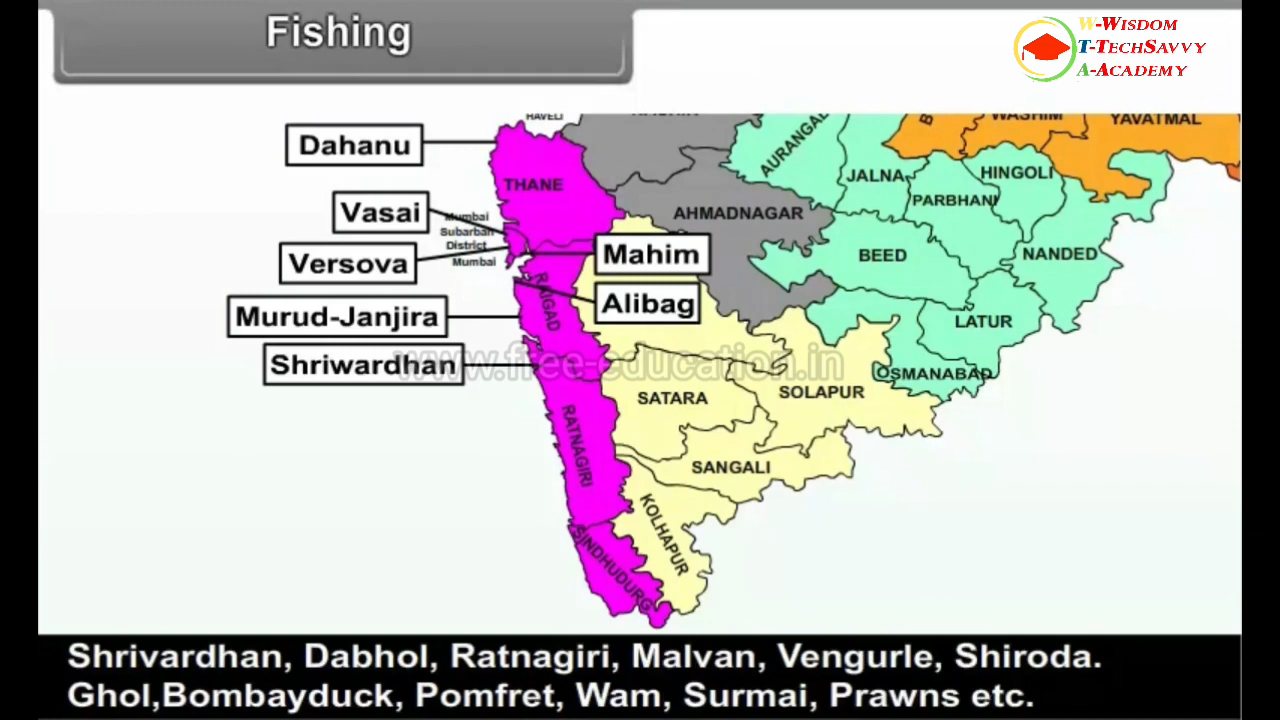 Fishing
W-Wisdom
T-TechSavvy
A-Academy
HAVELI
Dahanu
THANE
Vasai
Mumbai
Suburban
District
Mumbai
Versova
Mahim
Alibag
RAIGAD
Murud-Janjira
Shriwardhan
www.free-education.in
RATNAGIRI
SINDHUDURG
AHMADNAGAR
AURANGAD
JALNA
PARBHANI
HINGOLI
WASHIM
YAVATMAL
BEED
NANDED
LATUR
OSMANABAD
SATARA
SOLAPUR
SANGALI
KOLHAPUR
Shrivardhan, Dabhol, Ratnagiri, Malvan, Vengurle, Shiroda.
Ghol,Bombayduck, Pomfret, Wam, Surmai, Prawns etc.